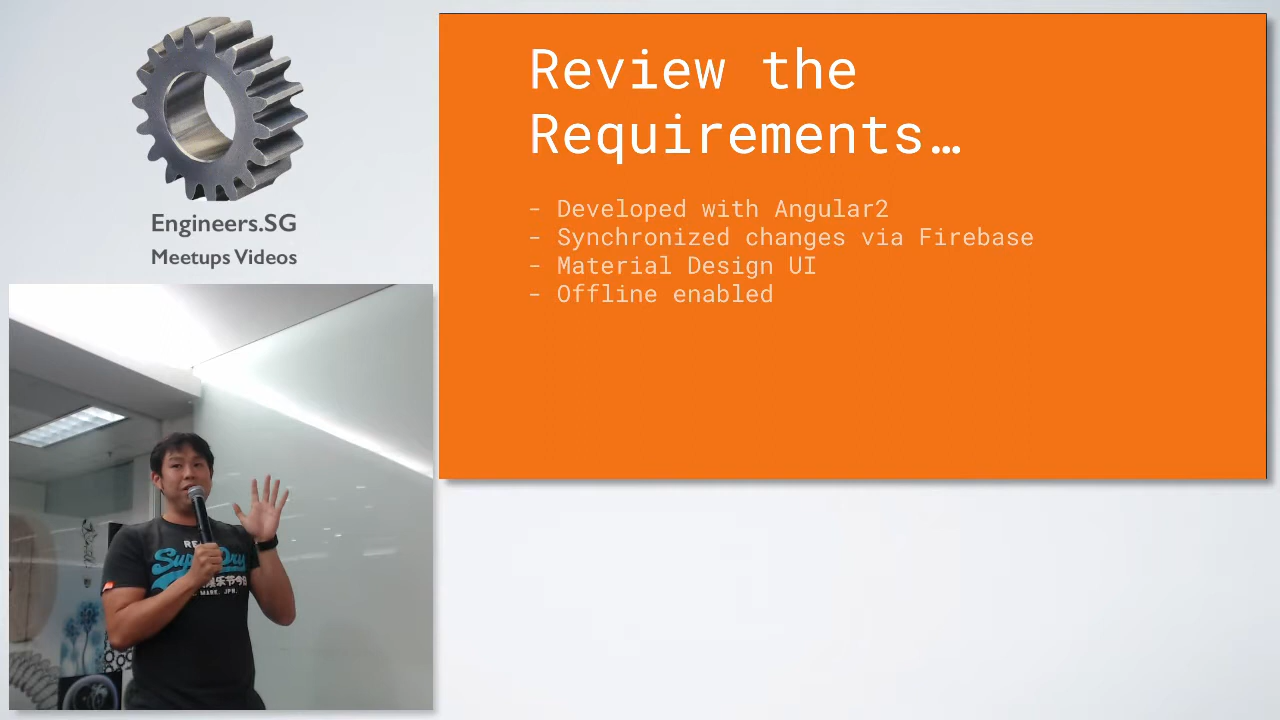 Engineers.SG
Meetups Videos
Review the
Requirements…
- Developed with Angular2
- Synchronized changes via Firebase
- Material Design UI
- Offline enabled